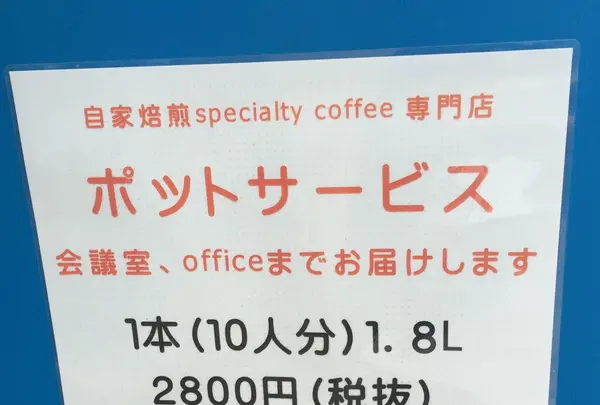 自家焙煎specialty coffee 専門店
ポットサービス
会議室、officeまでお届けします
1本(10人分)1. 8L
2800円(税抜)